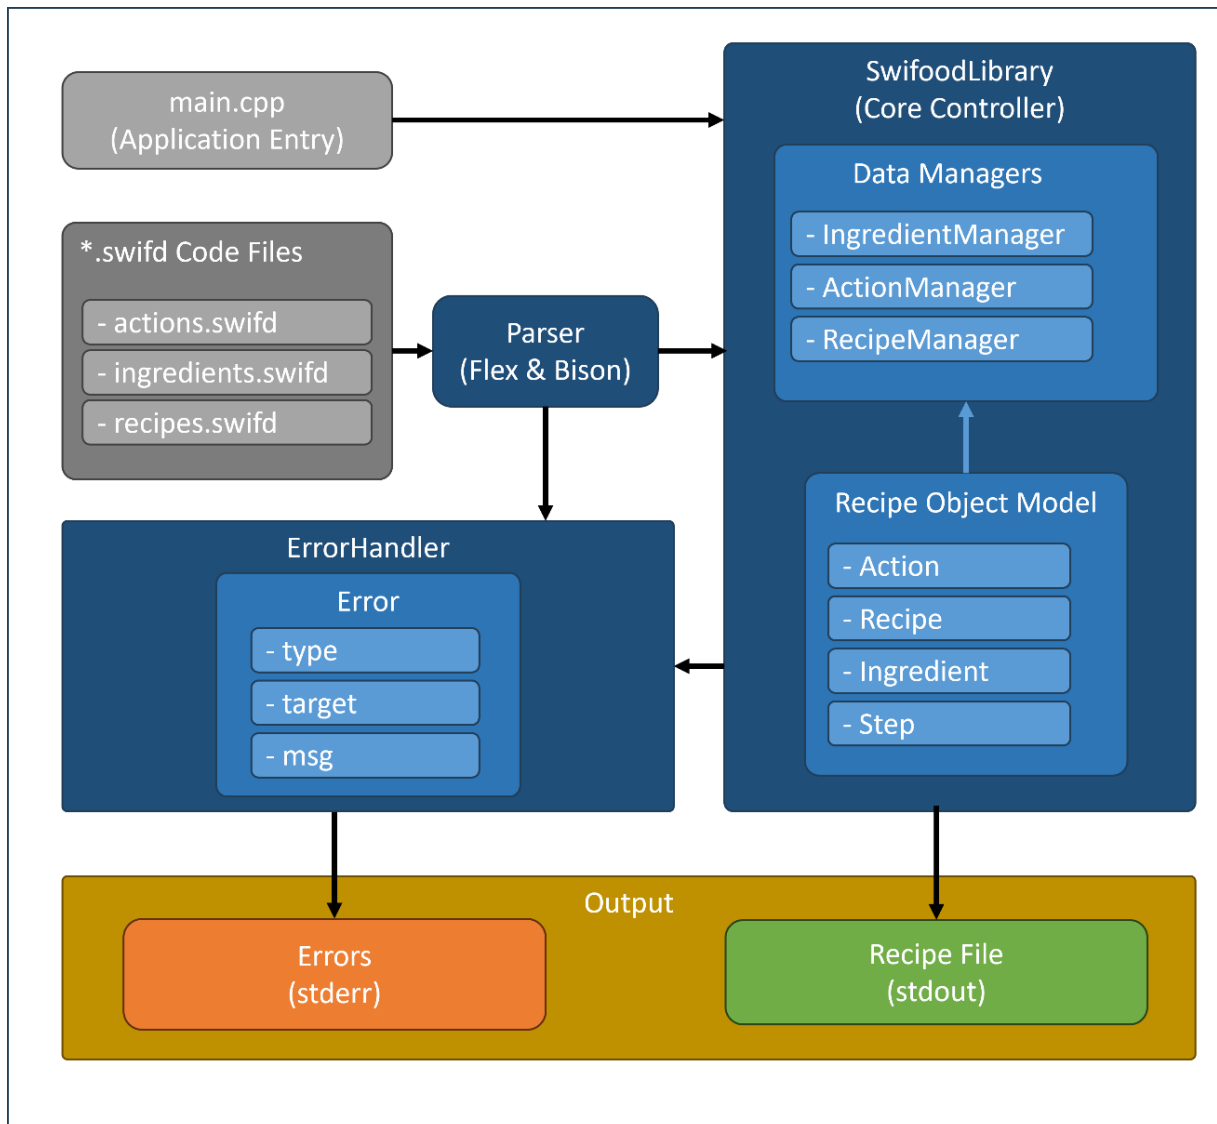 main.cpp
(Application Entry)
*.swifd Code Files
- actions.swifd
- ingredients.swifd
- recipes.swifd
Parser
(Flex & Bison)
SwifoodLibrary
(Core Controller)
Data Managers
- IngredientManager
- ActionManager
- RecipeManager
Recipe Object Model
- Action
- Recipe
- Ingredient
- Step
ErrorHandler
Error
- type
- target
- msg
Output
Errors
(stderr)
Recipe File
(stdout)